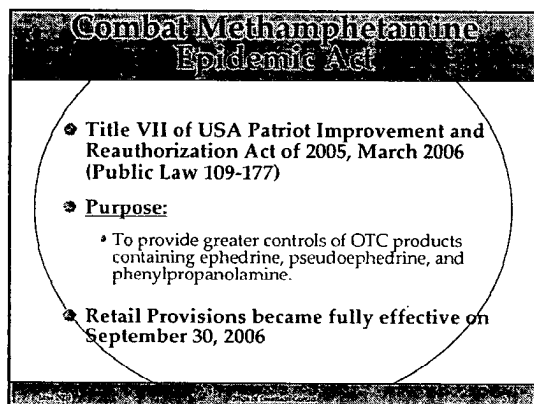 Combat Methamphetamine
Epidemic Act
Title VII of USA Patriot Improvement and
Reauthorization Act of 2005, March 2006
(Public Law 109-177)
Purpose:
To provide greater controls of OTC products
containing ephedrine, pseudoephedrine, and
phenylpropanolamine.
Retail Provisions became fully effective on
September 30, 2006